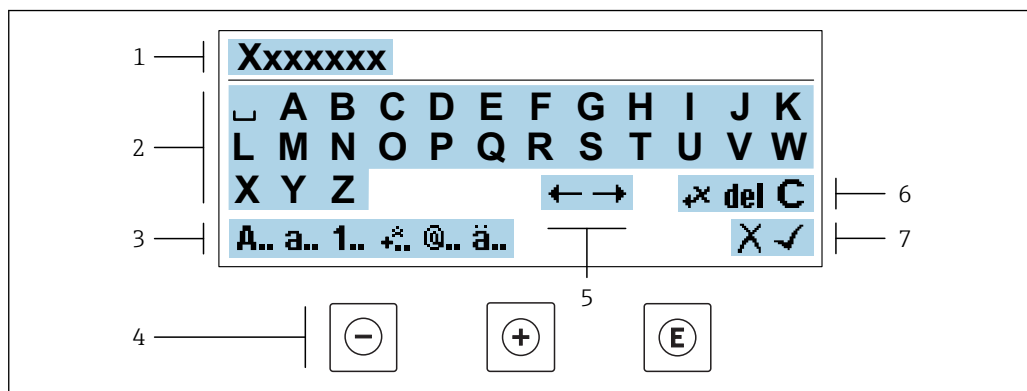 1
Xxxxxxx
2
␣ A B C D E F G H I J K
L M N O P Q R S T U V W
X Y Z ← → +× del C
6
3
A.. a.. 1.. +*.. @.. ä.. X ✓
7
5
4
− + E